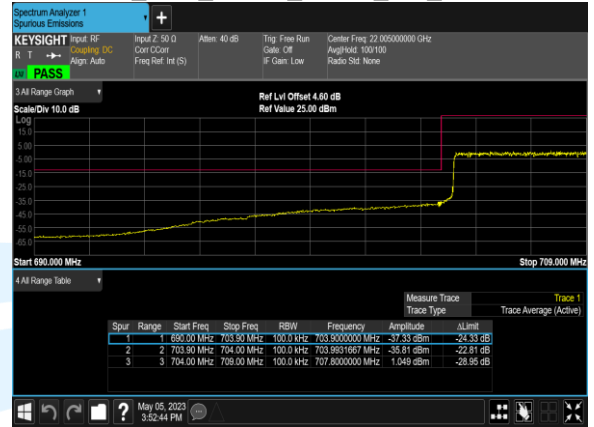 Spectrum Analyzer 1
Spurious Emissions
KEYSIGHT Input: RF Input Z: 50 Ω Atten: 40 dB Trig: Free Run Center Freq: 22.005000000 GHz
Coupling: DC Corr CCorr Gate: Off Avg|Hold: 100/100
R T Align: Auto Freq Ref: Int (S) IF Gain: Low Radio Std: None
PASS
3 All Range Graph
Ref Lvl Offset 4.60 dB
Scale/Div 10.0 dB Ref Value 25.00 dBm
Log
15.0
5.00
-5.00
-15.0
-25.0
-35.0
-45.0
-55.0
-65.0
Start 690.000 MHz Stop 709.000 MHz
4 All Range Table
Measure Trace Trace 1
Trace Type Trace Average (Active)
Spur Range Start Freq Stop Freq RBW Frequency Amplitude ΔLimit
1 1 690.00 MHz 703.90 MHz 100.0 kHz 703.9000000 MHz -37.33 dBm -24.33 dB
2 2 703.90 MHz 704.00 MHz 100.0 kHz 703.9931667 MHz -35.81 dBm -22.81 dB
3 3 704.00 MHz 709.00 MHz 100.0 kHz 707.8000000 MHz 1.049 dBm -28.95 dB
? May 05, 2023
3:52:44 PM